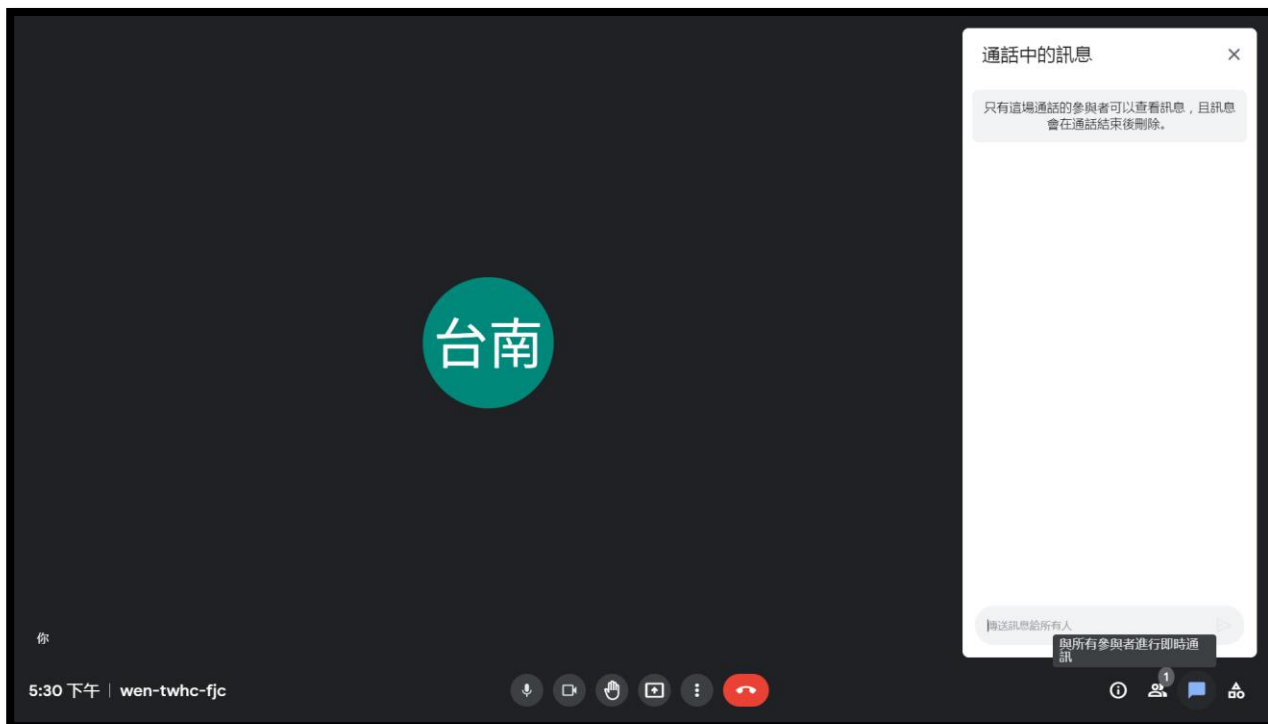 通話中的訊息
只有這場通話的參與者可以查看訊息，且訊息
會在通話結束後刪除。
台南
你
傳送訊息給所有人
與所有參與者進行即時通
訊
5:30 下午 | wen-twhc-fjc
1